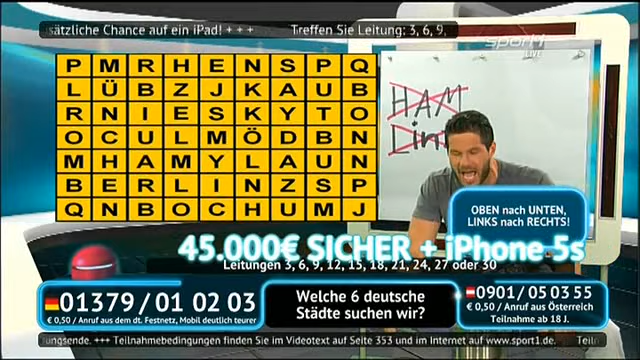 sätzliche Chance auf ein iPad! + + + Treffen Sie Leitung: 3, 6, 9,
sport1
LIVE
P M R H E N S P Q
L Ü B Z J K A U B
R N I E S K Y T O
O C U L M Ö D B N
M H A M Y L A U N
B E R L I N Z S P
Q N B O C H U M J
HAM
Lin
OBEN nach UNTEN,
LINKS nach RECHTS!
45.000€ SICHER + iPhone 5s
Leitungen 3, 6, 9, 12, 15, 18, 21, 24, 27 oder 30
01379/01 02 03
€ 0,50 / Anruf aus dem dt. Festnetz, Mobil deutlich teurer
Welche 6 deutsche
Städte suchen wir?
0901/05 03 55
€ 0,50 / Anruf aus Österreich
Teilnahme ab 18 J.
lungsende. +++ Teilnahmebedingungen finden Sie im Videotext auf Seite 353 und im Internet auf www.sport1.de. +++ Teiln